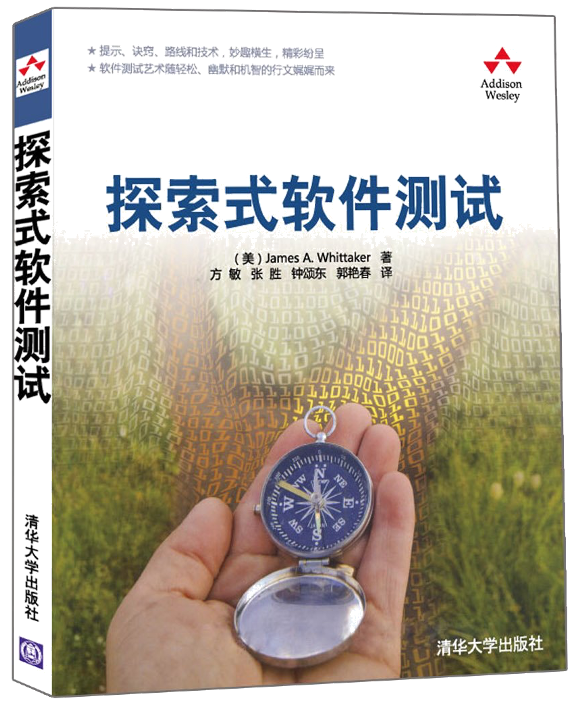 ★ 提示、诀窍、路线和技术，妙趣横生，精彩纷呈
★ 软件测试艺术随轻松、幽默和机智的行文娓娓而来
Addison
Wesley
探索式软件测试
（美）James A. Whittaker 著
方 敏 张 胜 钟颂东 郭艳春 译
N
NE
E
SE
S
SW
W
NW
清华大学出版社
Addison
Wesley
探索式软件测试
清华大学出版社